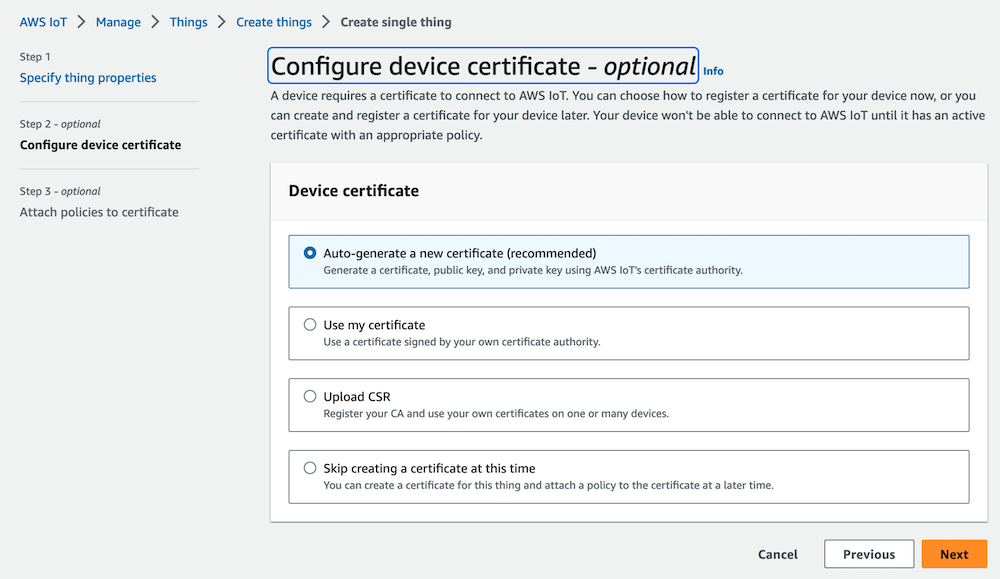 AWS IoT > Manage > Things > Create things > Create single thing
Step 1
Specify thing properties
Step 2 - optional
Configure device certificate
Step 3 - optional
Attach policies to certificate
Configure device certificate - optional Info
A device requires a certificate to connect to AWS IoT. You can choose how to register a certificate for your device now, or you
can create and register a certificate for your device later. Your device won't be able to connect to AWS IoT until it has an active
certificate with an appropriate policy.
Device certificate
Auto-generate a new certificate (recommended)
Generate a certificate, public key, and private key using AWS IoT's certificate authority.
Use my certificate
Use a certificate signed by your own certificate authority.
Upload CSR
Register your CA and use your own certificates on one or many devices.
Skip creating a certificate at this time
You can create a certificate for this thing and attach a policy to the certificate at a later time.
Cancel Previous Next